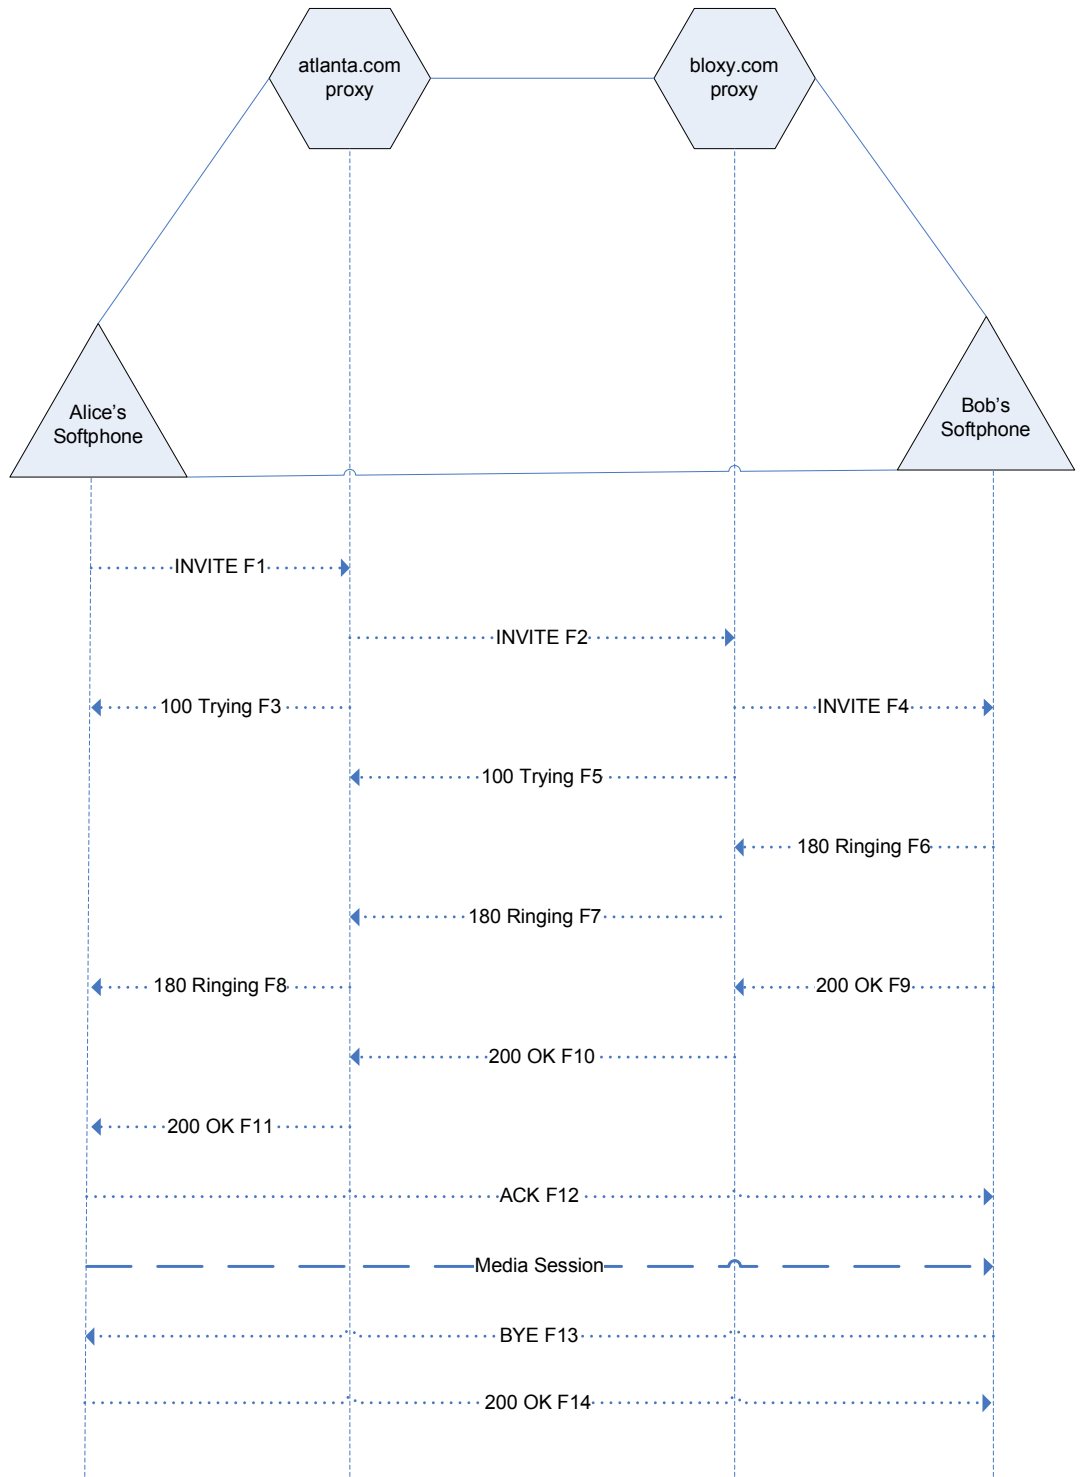 atlanta.com
proxy
bloxy.com
proxy
Alice's
Softphone
Bob's
Softphone
INVITE F1
INVITE F2
100 Trying F3
INVITE F4
100 Trying F5
180 Ringing F6
180 Ringing F7
180 Ringing F8
200 OK F9
200 OK F10
200 OK F11
ACK F12
Media Session
BYE F13
200 OK F14